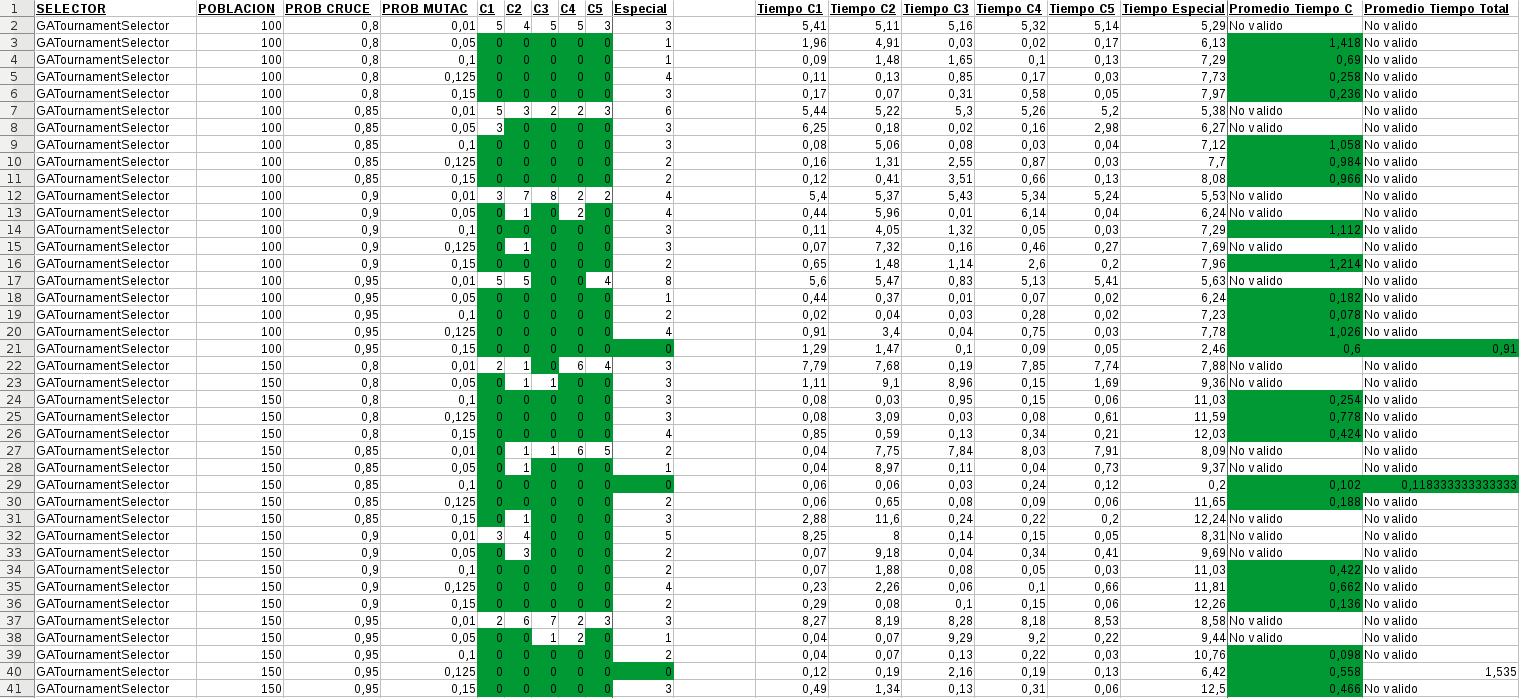 1 SELECTOR POBLACION PROB CRUCE PROB MUTAC C1 C2 C3 C4 C5 Especial Tiempo C1 Tiempo C2 Tiempo C3 Tiempo C4 Tiempo C5 Tiempo Especial Promedio Tiempo C Promedio Tiempo Total
2 GATournamentSelector 100 0,8 0,01 5 4 5 5 3 3 5,41 5,11 5,16 5,32 5,14 5,29 No valido No valido
3 GATournamentSelector 100 0,8 0,05 0 0 0 0 0 1 1,96 4,91 0,03 0,02 0,17 6,13 1,418 No valido
4 GATournamentSelector 100 0,8 0,1 0 0 0 0 0 1 0,09 1,48 1,65 0,1 0,13 7,29 0,69 No valido
5 GATournamentSelector 100 0,8 0,125 0 0 0 0 0 4 0,11 0,13 0,85 0,17 0,03 7,73 0,258 No valido
6 GATournamentSelector 100 0,8 0,15 0 0 0 0 0 3 0,17 0,07 0,31 0,58 0,05 7,97 0,236 No valido
7 GATournamentSelector 100 0,85 0,01 5 3 2 2 3 6 5,44 5,22 5,3 5,26 5,2 5,38 No valido No valido
8 GATournamentSelector 100 0,85 0,05 3 0 0 0 0 3 6,25 0,18 0,02 0,16 2,98 6,27 No valido No valido
9 GATournamentSelector 100 0,85 0,1 0 0 0 0 0 3 0,08 5,06 0,08 0,03 0,04 7,12 1,058 No valido
10 GATournamentSelector 100 0,85 0,125 0 0 0 0 0 2 0,16 1,31 2,55 0,87 0,03 7,7 0,984 No valido
11 GATournamentSelector 100 0,85 0,15 0 0 0 0 0 2 0,12 0,41 3,51 0,66 0,13 8,08 0,966 No valido
12 GATournamentSelector 100 0,9 0,01 3 7 8 2 2 4 5,4 5,37 5,43 5,34 5,24 5,53 No valido No valido
13 GATournamentSelector 100 0,9 0,05 0 1 0 2 0 4 0,44 5,96 0,01 6,14 0,04 6,24 No valido No valido
14 GATournamentSelector 100 0,9 0,1 0 0 0 0 0 3 0,11 4,05 1,32 0,05 0,03 7,29 1,112 No valido
15 GATournamentSelector 100 0,9 0,125 0 1 0 0 0 3 0,07 7,32 0,16 0,46 0,27 7,69 No valido No valido
16 GATournamentSelector 100 0,9 0,15 0 0 0 0 0 2 0,65 1,48 1,14 2,6 0,2 7,96 1,214 No valido
17 GATournamentSelector 100 0,95 0,01 5 5 0 0 4 8 5,6 5,47 0,83 5,13 5,41 5,63 No valido No valido
18 GATournamentSelector 100 0,95 0,05 0 0 0 0 0 1 0,44 0,37 0,01 0,07 0,02 6,24 0,182 No valido
19 GATournamentSelector 100 0,95 0,1 0 0 0 0 0 2 0,02 0,04 0,03 0,28 0,02 7,23 0,078 No valido
20 GATournamentSelector 100 0,95 0,125 0 0 0 0 0 4 0,91 3,4 0,04 0,75 0,03 7,78 1,026 No valido
21 GATournamentSelector 100 0,95 0,15 0 0 0 0 0 0 1,29 1,47 0,1 0,09 0,05 2,46 0,6 0,91
22 GATournamentSelector 150 0,8 0,01 2 1 0 6 4 3 7,79 7,68 0,19 7,85 7,74 7,88 No valido No valido
23 GATournamentSelector 150 0,8 0,05 0 1 1 0 0 3 1,11 9,1 8,96 0,15 1,69 9,36 No valido No valido
24 GATournamentSelector 150 0,8 0,1 0 0 0 0 0 3 0,08 0,03 0,95 0,15 0,06 11,03 0,254 No valido
25 GATournamentSelector 150 0,8 0,125 0 0 0 0 0 3 0,08 3,09 0,03 0,08 0,61 11,59 0,778 No valido
26 GATournamentSelector 150 0,8 0,15 0 0 0 0 0 4 0,85 0,59 0,13 0,34 0,21 12,03 0,424 No valido
27 GATournamentSelector 150 0,85 0,01 0 1 1 6 5 2 0,04 7,75 7,84 8,03 7,91 8,09 No valido No valido
28 GATournamentSelector 150 0,85 0,05 0 1 0 0 0 1 0,04 8,97 0,11 0,04 0,73 9,37 No valido No valido
29 GATournamentSelector 150 0,85 0,1 0 0 0 0 0 0 0,06 0,06 0,03 0,24 0,12 0,2 0,102 0,118333333333333
30 GATournamentSelector 150 0,85 0,125 0 0 0 0 0 2 0,06 0,65 0,08 0,09 0,06 11,65 0,188 No valido
31 GATournamentSelector 150 0,85 0,15 0 1 0 0 0 3 2,88 11,6 0,24 0,22 0,2 12,24 No valido No valido
32 GATournamentSelector 150 0,9 0,01 3 4 0 0 0 5 8,25 8 0,14 0,15 0,05 8,31 No valido No valido
33 GATournamentSelector 150 0,9 0,05 0 3 0 0 0 2 0,07 9,18 0,04 0,34 0,41 9,69 No valido No valido
34 GATournamentSelector 150 0,9 0,1 0 0 0 0 0 2 0,07 1,88 0,08 0,05 0,03 11,03 0,422 No valido
35 GATournamentSelector 150 0,9 0,125 0 0 0 0 0 4 0,23 2,26 0,06 0,1 0,66 11,81 0,662 No valido
36 GATournamentSelector 150 0,9 0,15 0 0 0 0 0 2 0,29 0,08 0,1 0,15 0,06 12,26 0,136 No valido
37 GATournamentSelector 150 0,95 0,01 2 6 7 2 3 3 8,27 8,19 8,28 8,18 8,53 8,58 No valido No valido
38 GATournamentSelector 150 0,95 0,05 0 0 1 2 0 1 0,04 0,07 9,29 9,2 0,22 9,44 No valido No valido
39 GATournamentSelector 150 0,95 0,1 0 0 0 0 0 2 0,04 0,07 0,13 0,22 0,03 10,76 0,098 No valido
40 GATournamentSelector 150 0,95 0,125 0 0 0 0 0 0 0,12 0,19 2,16 0,19 0,13 6,42 0,558 1,535
41 GATournamentSelector 150 0,95 0,15 0 0 0 0 0 3 0,49 1,34 0,13 0,31 0,06 12,5 0,466 No valido